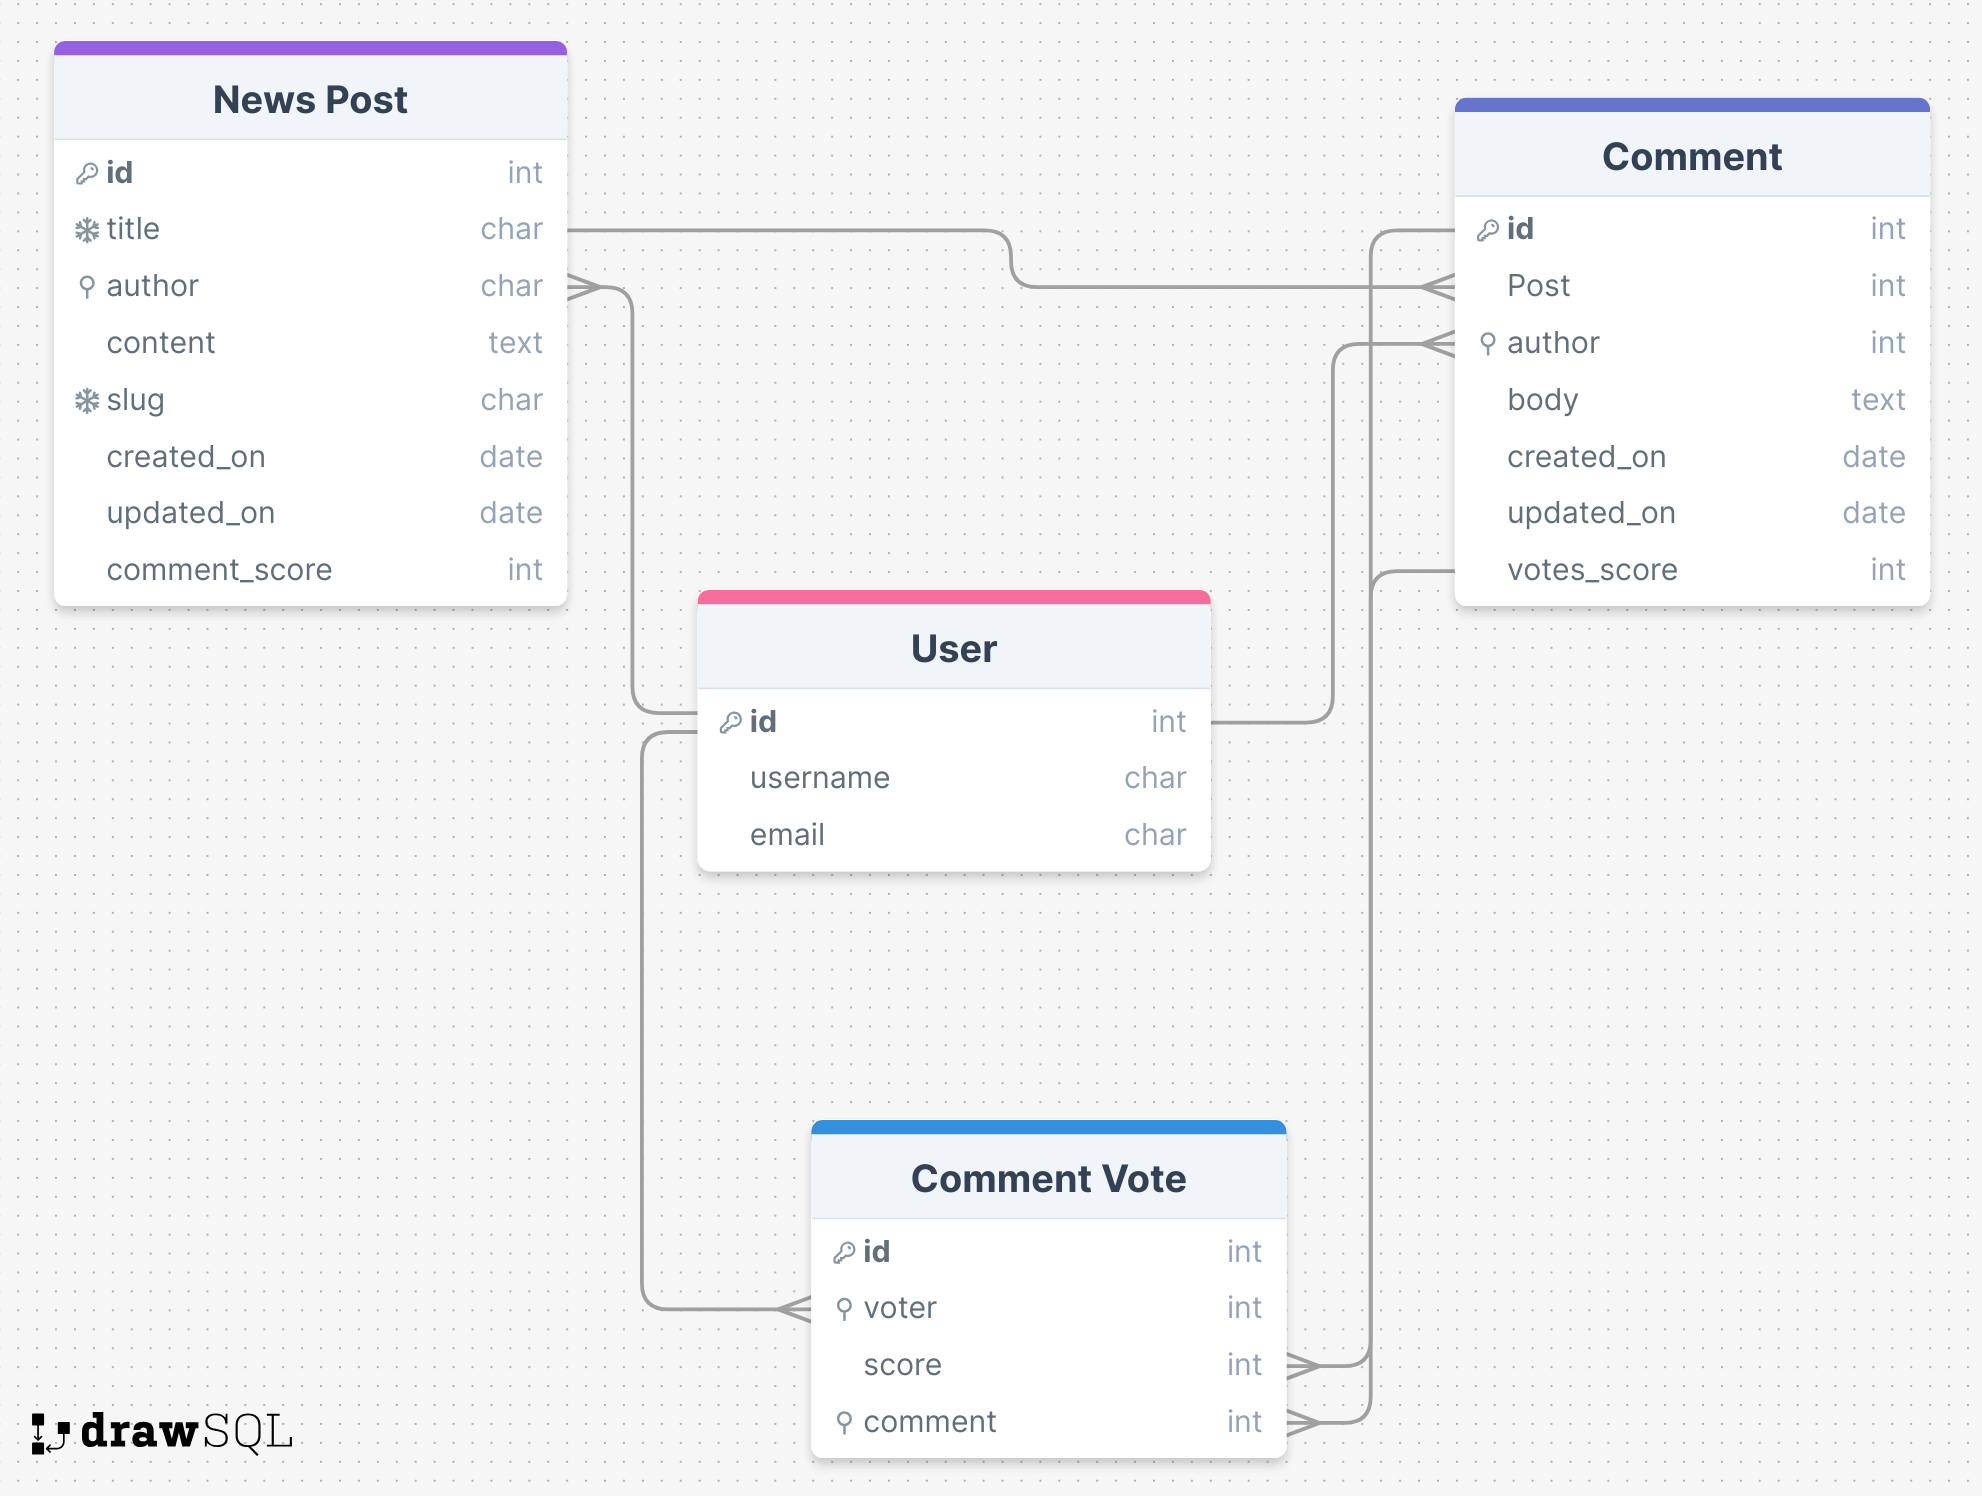 News Post
id int
title char
author char
content text
slug char
created_on date
updated_on date
comment_score int
Comment
id int
Post int
author int
body text
created_on date
updated_on date
votes_score int
User
id int
username char
email char
Comment Vote
id int
voter int
score int
comment int
drawSQL